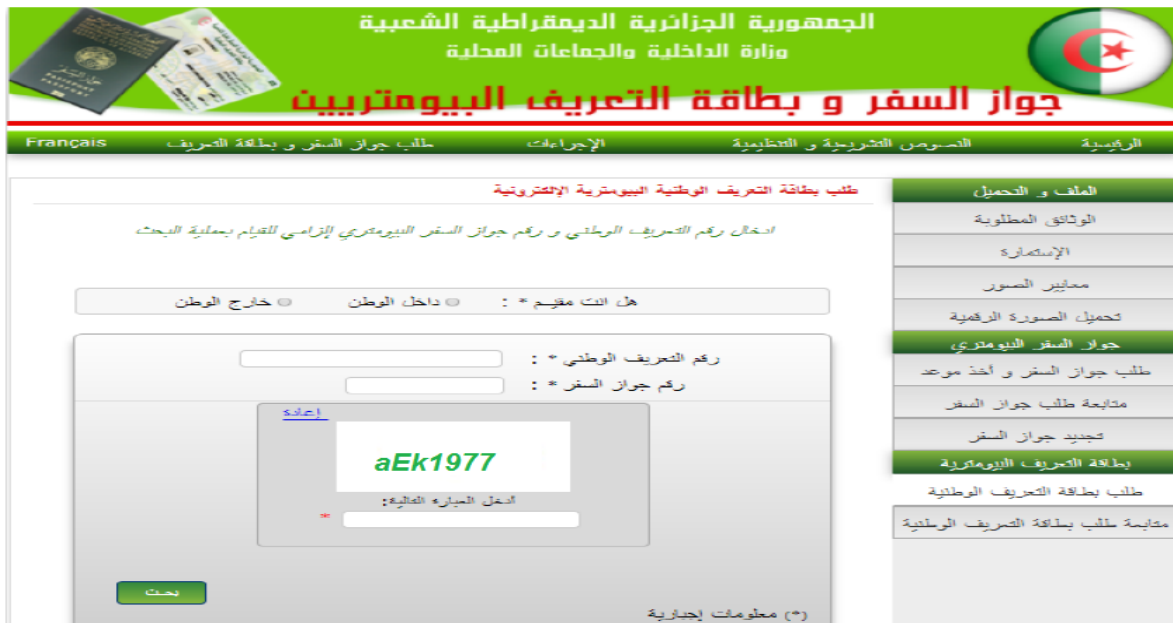 الجمهورية الجزائرية الديمقراطية الشعبية
وزارة الداخلية والجماعات المحلية
جواز السفر و بطاقة التعريف البيومتريين
PASSEPORT
الرئيسية
النصوص التشريعية و التنظيمية
الإجراءات
طلب جواز السفر و بطاقة التعريف
Français
الملف و التحميل
الوثائق المطلوبة
الإستمارة
معايير الصور
تحميل الصورة الرقمية
جواز السفر البيومتري
طلب جواز السفر و أخذ موعد
متابعة طلب جواز السفر
تجديد جواز السفر
بطاقة التعريف البيومترية
طلب بطاقة التعريف الوطنية
متابعة طلب بطاقة التعريف الوطنية
طلب بطاقة التعريف الوطنية البيومترية الإلكترونية
ادخال رقم التعريف الوطني و رقم جواز السفر البيومتري إلزامي للقيام بعملية البحث
هل انت مقيم * : داخل الوطن خارج الوطن
رقم التعريف الوطني * :
رقم جواز السفر * :
إعادة
aEk1977
أدخل العبارة التالية:
*
بحث
(*) معلومات إجبارية